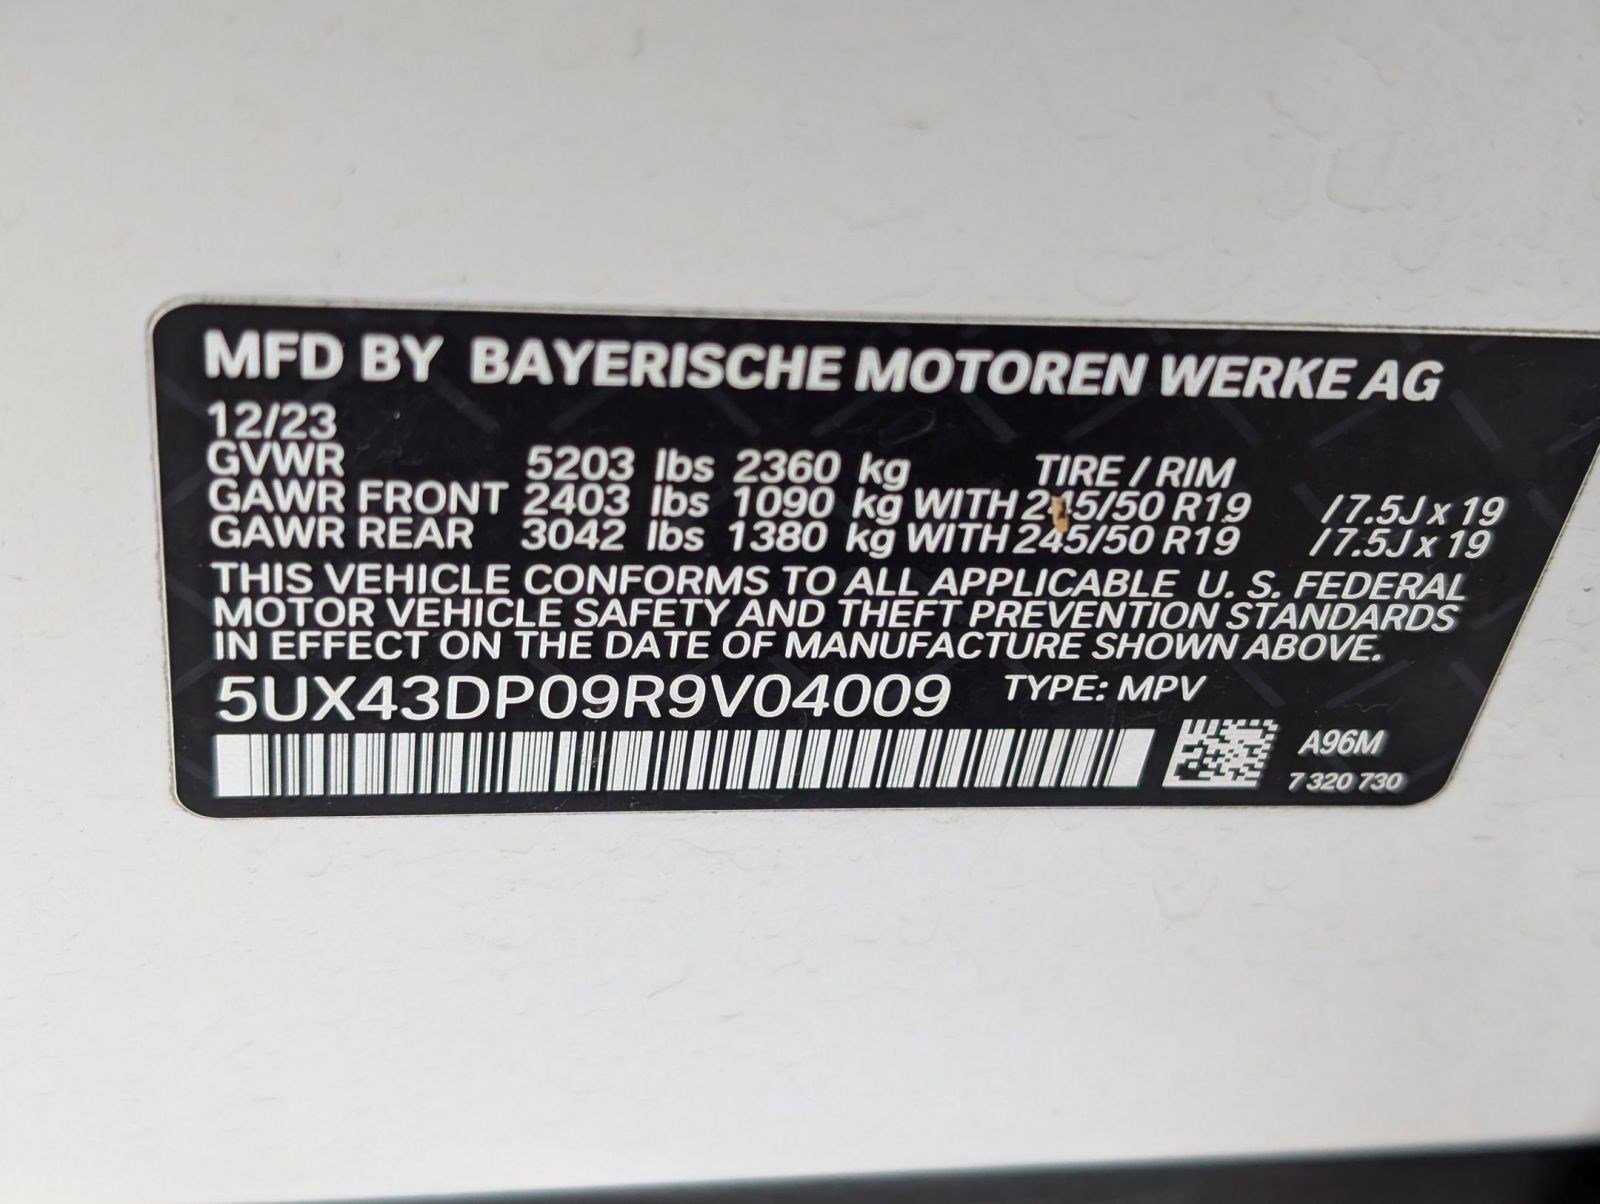 MFD BY BAYERISCHE MOTOREN WERKE AG
12/23
GVWR 5203 lbs 2360 kg TIRE / RIM
GAWR FRONT 2403 lbs 1090 kg WITH 245/50 R19 / 7.5J x 19
GAWR REAR 3042 lbs 1380 kg WITH 245/50 R19 / 7.5J x 19
THIS VEHICLE CONFORMS TO ALL APPLICABLE U. S. FEDERAL
MOTOR VEHICLE SAFETY AND THEFT PREVENTION STANDARDS
IN EFFECT ON THE DATE OF MANUFACTURE SHOWN ABOVE.
5UX43DP09R9V04009 TYPE: MPV
A96M
7 320 730